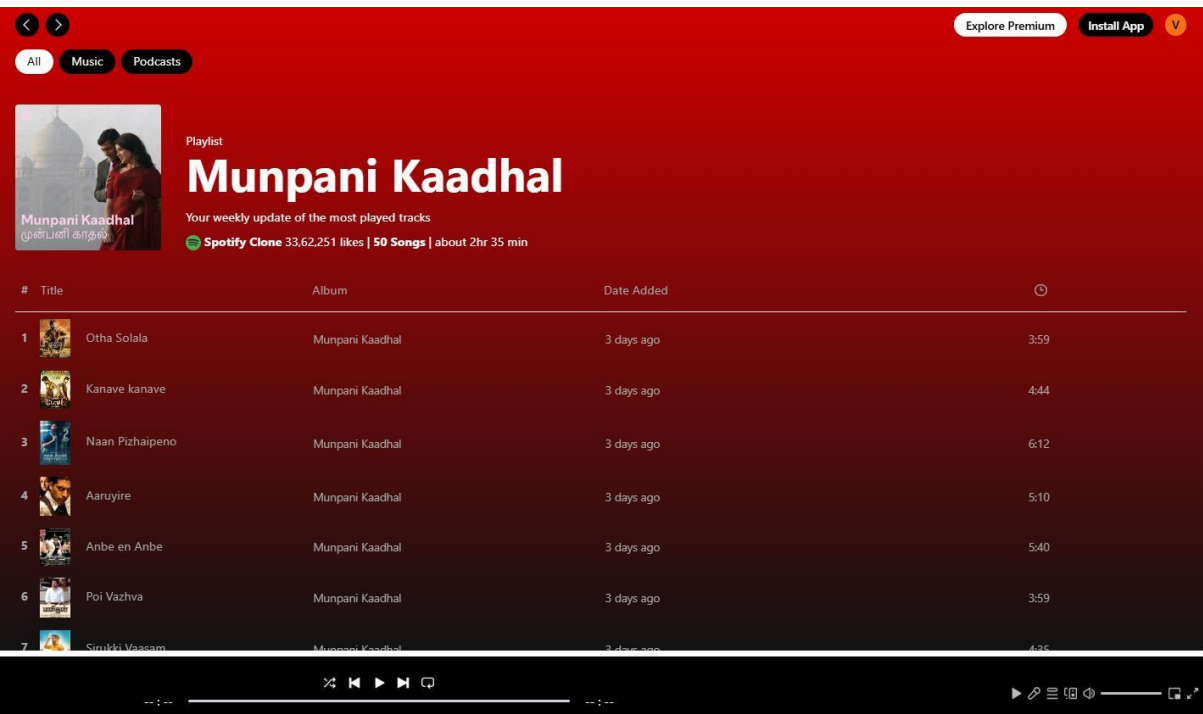 Explore Premium Install App V
All Music Podcasts
Playlist
Munpani Kaadhal
Your weekly update of the most played tracks
Spotify Clone 33,62,251 likes | 50 Songs | about 2hr 35 min
Munpani Kaadhal
முன்பனி காதல்
# Title Album Date Added
1 Otha Solala Munpani Kaadhal 3 days ago 3:59
2 Kanave kanave Munpani Kaadhal 3 days ago 4:44
3 Naan Pizhaipeno Munpani Kaadhal 3 days ago 6:12
4 Aaruyire Munpani Kaadhal 3 days ago 5:10
5 Anbe en Anbe Munpani Kaadhal 3 days ago 5:40
6 Poi Vazhva Munpani Kaadhal 3 days ago 3:59
7 Sirukki Vaasam Munpani Kaadhal 3 days ago 4:35
--:-- --:--